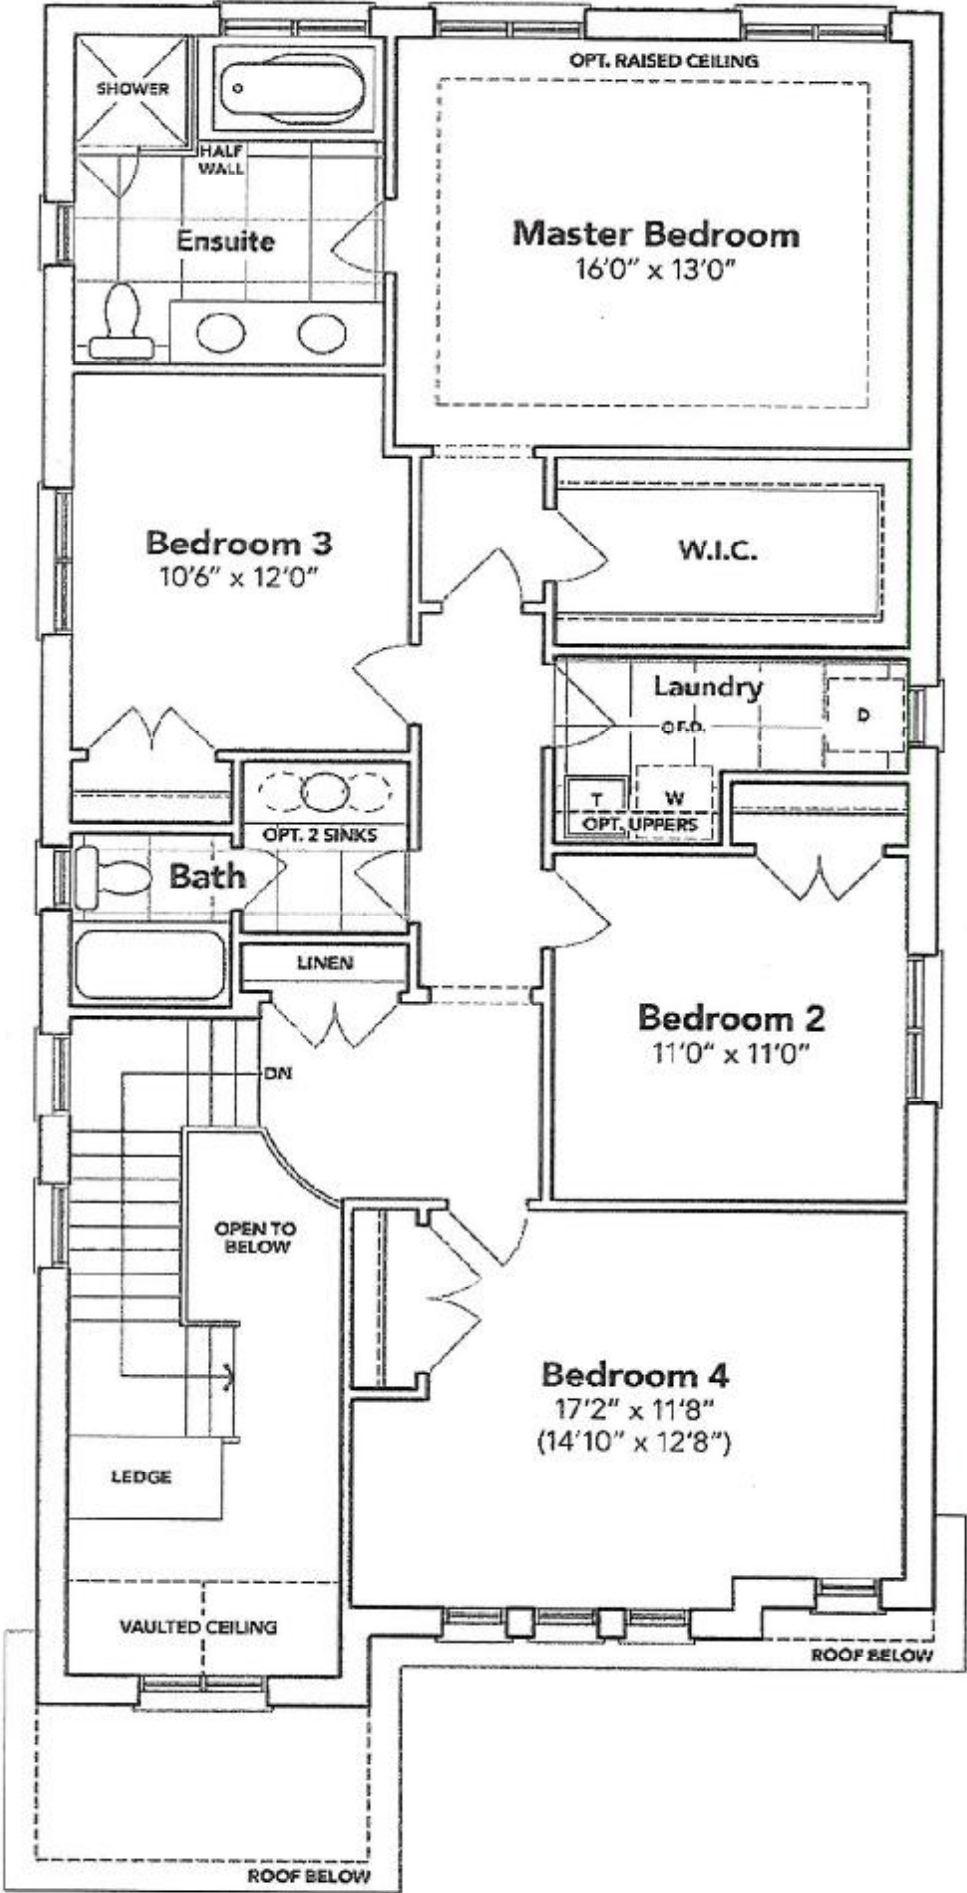 OPT. RAISED CEILING
SHOWER
HALF
WALL
Ensuite
Master Bedroom
16'0" x 13'0"
Bedroom 3
10'6" x 12'0"
W.I.C.
Laundry
F.D.
D
T
W
OPT. UPPERS
OPT. 2 SINKS
Bath
LINEN
Bedroom 2
11'0" x 11'0"
DN
OPEN TO
BELOW
Bedroom 4
17'2" x 11'8"
(14'10" x 12'8")
LEDGE
VAULTED CEILING
ROOF BELOW
ROOF BELOW